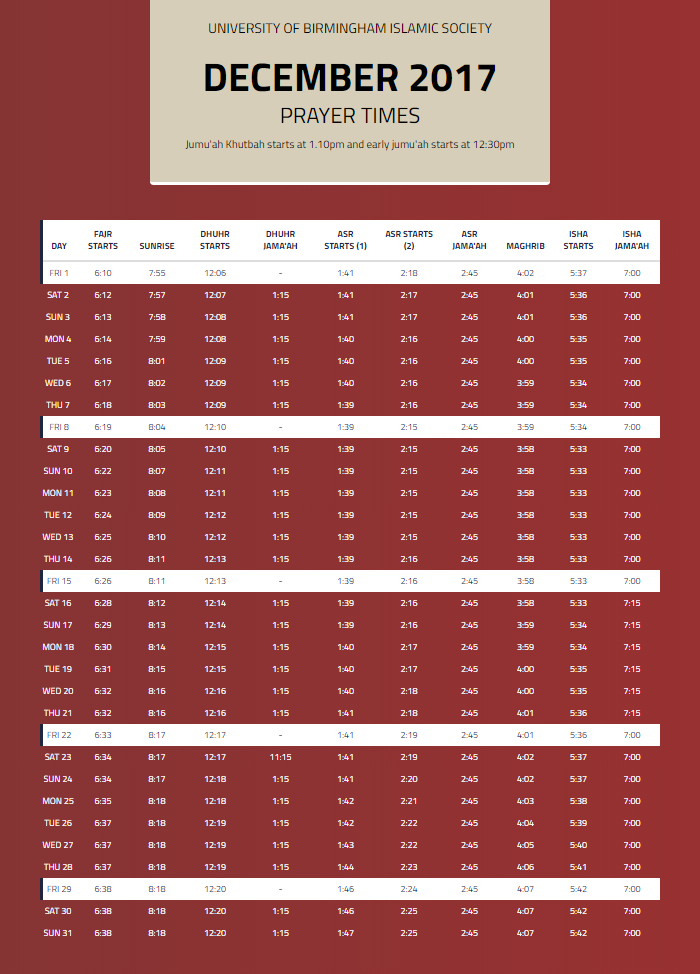 UNIVERSITY OF BIRMINGHAM ISLAMIC SOCIETY
DECEMBER 2017
PRAYER TIMES
Jumu'ah Khutbah starts at 1.10pm and early jumu'ah starts at 12:30pm
DAY FAJR STARTS SUNRISE DHUHR STARTS DHUHR JAMA'AH ASR STARTS (1) ASR STARTS (2) ASR JAMA'AH MAGHRIB ISHA STARTS ISHA JAMA'AH
FRI 1 6:10 7:55 12:06 - 1:41 2:18 2:45 4:02 5:37 7:00
SAT 2 6:12 7:57 12:07 1:15 1:41 2:17 2:45 4:01 5:36 7:00
SUN 3 6:13 7:58 12:08 1:15 1:41 2:17 2:45 4:01 5:36 7:00
MON 4 6:14 7:59 12:08 1:15 1:40 2:16 2:45 4:00 5:35 7:00
TUE 5 6:16 8:01 12:09 1:15 1:40 2:16 2:45 4:00 5:35 7:00
WED 6 6:17 8:02 12:09 1:15 1:40 2:16 2:45 3:59 5:34 7:00
THU 7 6:18 8:03 12:09 1:15 1:39 2:16 2:45 3:59 5:34 7:00
FRI 8 6:19 8:04 12:10 - 1:39 2:15 2:45 3:59 5:34 7:00
SAT 9 6:20 8:05 12:10 1:15 1:39 2:15 2:45 3:58 5:33 7:00
SUN 10 6:22 8:07 12:11 1:15 1:39 2:15 2:45 3:58 5:33 7:00
MON 11 6:23 8:08 12:11 1:15 1:39 2:15 2:45 3:58 5:33 7:00
TUE 12 6:24 8:09 12:12 1:15 1:39 2:15 2:45 3:58 5:33 7:00
WED 13 6:25 8:10 12:12 1:15 1:39 2:15 2:45 3:58 5:33 7:00
THU 14 6:26 8:11 12:13 1:15 1:39 2:16 2:45 3:58 5:33 7:00
FRI 15 6:26 8:11 12:13 - 1:39 2:16 2:45 3:58 5:33 7:00
SAT 16 6:28 8:12 12:14 1:15 1:39 2:16 2:45 3:58 5:33 7:15
SUN 17 6:29 8:13 12:14 1:15 1:39 2:16 2:45 3:59 5:34 7:15
MON 18 6:30 8:14 12:15 1:15 1:40 2:17 2:45 3:59 5:34 7:15
TUE 19 6:31 8:15 12:15 1:15 1:40 2:17 2:45 4:00 5:35 7:15
WED 20 6:32 8:16 12:16 1:15 1:40 2:18 2:45 4:00 5:35 7:15
THU 21 6:32 8:16 12:16 1:15 1:41 2:18 2:45 4:01 5:36 7:15
FRI 22 6:33 8:17 12:17 - 1:41 2:19 2:45 4:01 5:36 7:00
SAT 23 6:34 8:17 12:17 11:15 1:41 2:19 2:45 4:02 5:37 7:00
SUN 24 6:34 8:17 12:18 1:15 1:41 2:20 2:45 4:02 5:37 7:00
MON 25 6:35 8:18 12:18 1:15 1:42 2:21 2:45 4:03 5:38 7:00
TUE 26 6:37 8:18 12:19 1:15 1:42 2:22 2:45 4:04 5:39 7:00
WED 27 6:37 8:18 12:19 1:15 1:43 2:22 2:45 4:05 5:40 7:00
THU 28 6:37 8:18 12:19 1:15 1:44 2:23 2:45 4:06 5:41 7:00
FRI 29 6:38 8:18 12:20 - 1:46 2:24 2:45 4:07 5:42 7:00
SAT 30 6:38 8:18 12:20 1:15 1:46 2:25 2:45 4:07 5:42 7:00
SUN 31 6:38 8:18 12:20 1:15 1:47 2:25 2:45 4:07 5:42 7:00